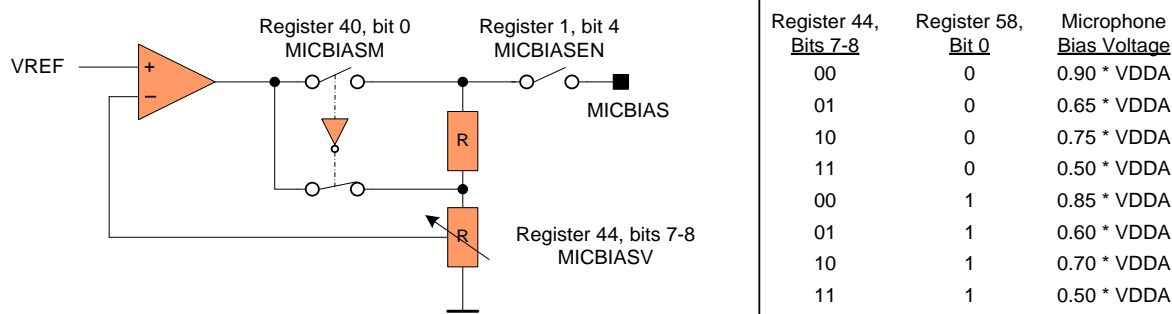 Register 40, bit 0
MICBIASM
Register 1, bit 4
MICBIASEN
VREF
+
−
MICBIAS
R
R
Register 44, bits 7-8
MICBIASV
Register 44, Register 58, Microphone
Bits 7-8 Bit 0 Bias Voltage
00 0 0.90 * VDDA
01 0 0.65 * VDDA
10 0 0.75 * VDDA
11 0 0.50 * VDDA
00 1 0.85 * VDDA
01 1 0.60 * VDDA
10 1 0.70 * VDDA
11 1 0.50 * VDDA